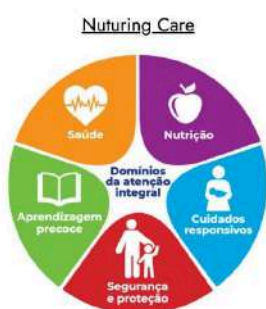 Nuturing Care
Saúde
Nutrição
Domínios
da atenção
integral
Aprendizagem
precoce
Cuidados
responsivos
Segurança
e proteção